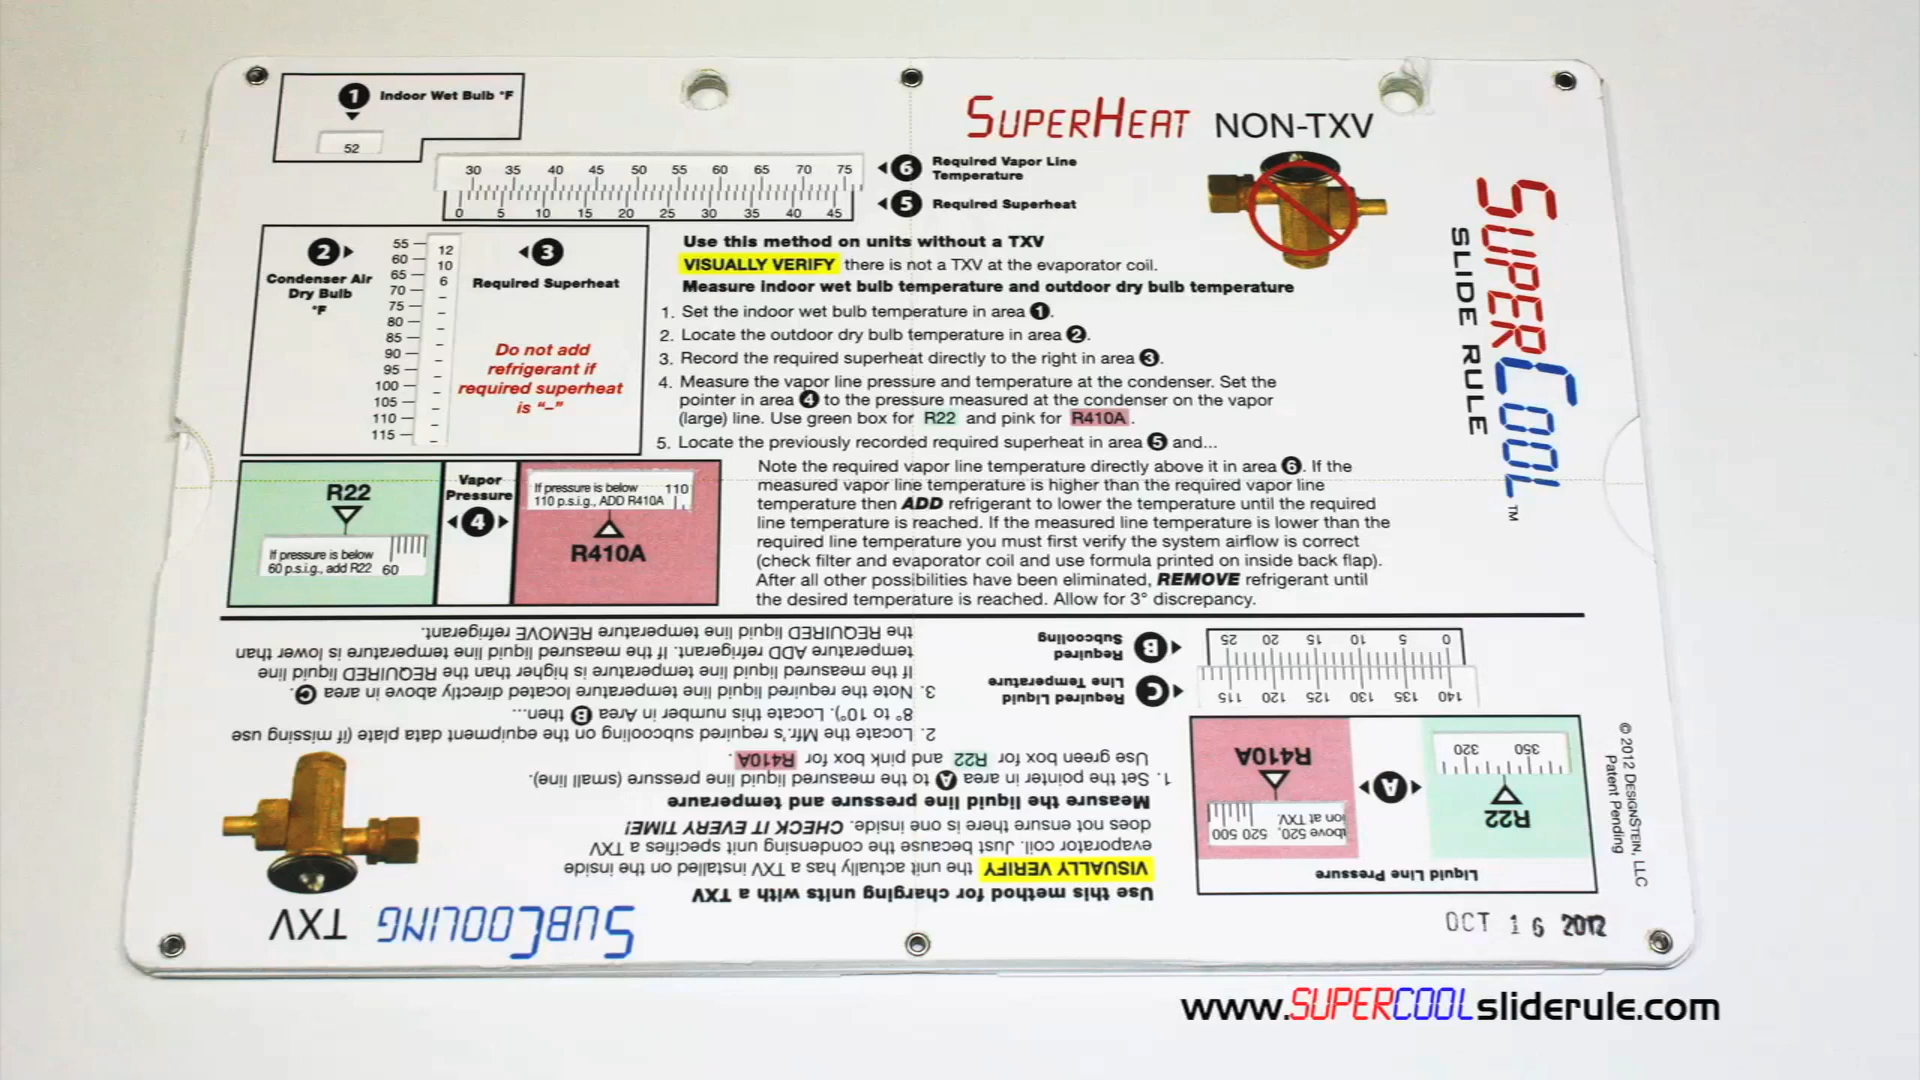 1 Indoor Wet Bulb °F
52
SUPERHEAT NON-TXV
30 35 40 45 50 55 60 65 70 75
6 Required Vapor Line
Temperature
0 5 10 15 20 25 30 35 40 45
5 Required Superheat
2
Condenser Air
Dry Bulb
°F
55 60 65 70 75 80 85 90 95 100 105 110 115
12 10 6 – – – – – – – – – –
3
Required Superheat
Do not add
refrigerant if
required superheat
is “–”
Use this method on units without a TXV
VISUALLY VERIFY there is not a TXV at the evaporator coil.
Measure indoor wet bulb temperature and outdoor dry bulb temperature
1. Set the indoor wet bulb temperature in area 1.
2. Locate the outdoor dry bulb temperature in area 2.
3. Record the required superheat directly to the right in area 3.
4. Measure the vapor line pressure and temperature at the condenser. Set the
pointer in area 4 to the pressure measured at the condenser on the vapor
(large) line. Use green box for R22 and pink for R410A.
5. Locate the previously recorded required superheat in area 5 and...
Note the required vapor line temperature directly above it in area 6. If the
measured vapor line temperature is higher than the required vapor line
temperature then ADD refrigerant to lower the temperature until the required
line temperature is reached. If the measured line temperature is lower than the
required line temperature you must first verify the system airflow is correct
(check filter and evaporator coil and use formula printed on inside back flap).
After all other possibilities have been eliminated, REMOVE refrigerant until
the desired temperature is reached. Allow for 3° discrepancy.
R22
If pressure is below
60 p.s.i.g., add R22 60
Vapor
Pressure
4
If pressure is below 110
110 p.s.i.g., ADD R410A
R410A
SUPERCOOL™
SLIDE RULE
SUBCOOLING TXV
Use this method for charging units with a TXV
VISUALLY VERIFY the unit actually has a TXV installed on the inside
evaporator coil. Just because the condensing unit specifies a TXV
does not ensure there is one inside. CHECK IT EVERY TIME!
Measure the liquid line pressure and temperaure
1. Set the pointer in area A to the measured liquid line pressure (small line).
Use green box for R22 and pink box for R410A.
2. Locate the Mfr.’s required subcooling on the equipment data plate (if missing use
8° to 10°). Locate this number in Area B then...
3. Note the required liquid line temperature located directly above in area C.
If the measured liquid line temperature is higher than the REQUIRED liquid line
temperature ADD refrigerant. If the measured liquid line temperature is lower than
the REQUIRED liquid line temperature REMOVE refrigerant.
Liquid Line Pressure
R22
350 320
A
above 520, 520 500
ion at TXV.
R410A
140 135 130 125 120 115
C Required Liquid
Line Temperature
0 5 10 15 20 25
B Required
Subcooling
© 2012 DESIGNSTEIN, LLC
Patent Pending
OCT 16 2012
www.SUPERCOOLsliderule.com